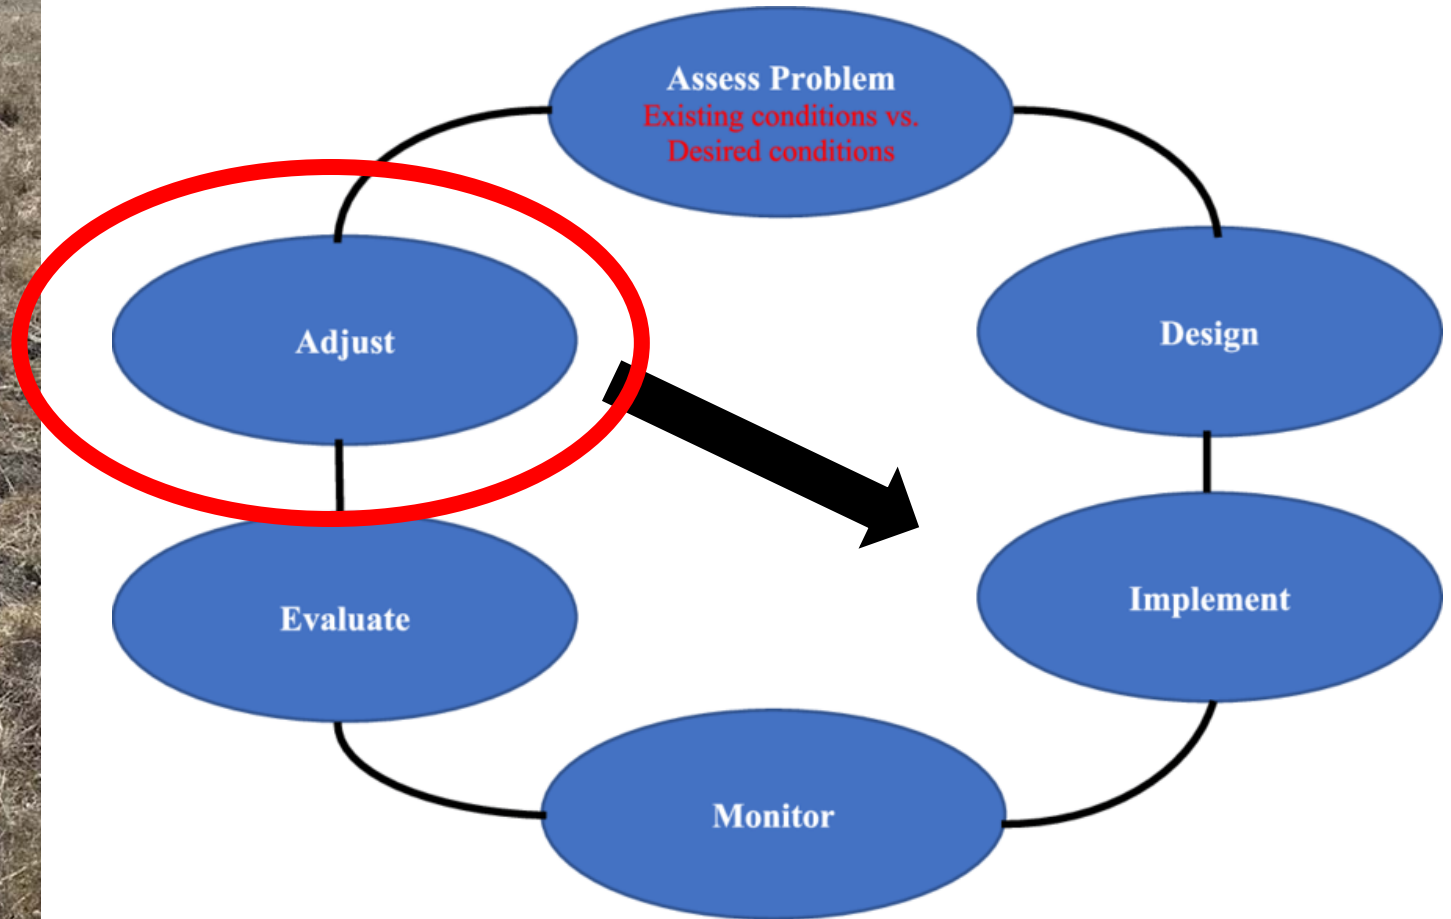 Assess Problem
Existing conditions vs.
Desired conditions
Design
Implement
Monitor
Evaluate
Adjust